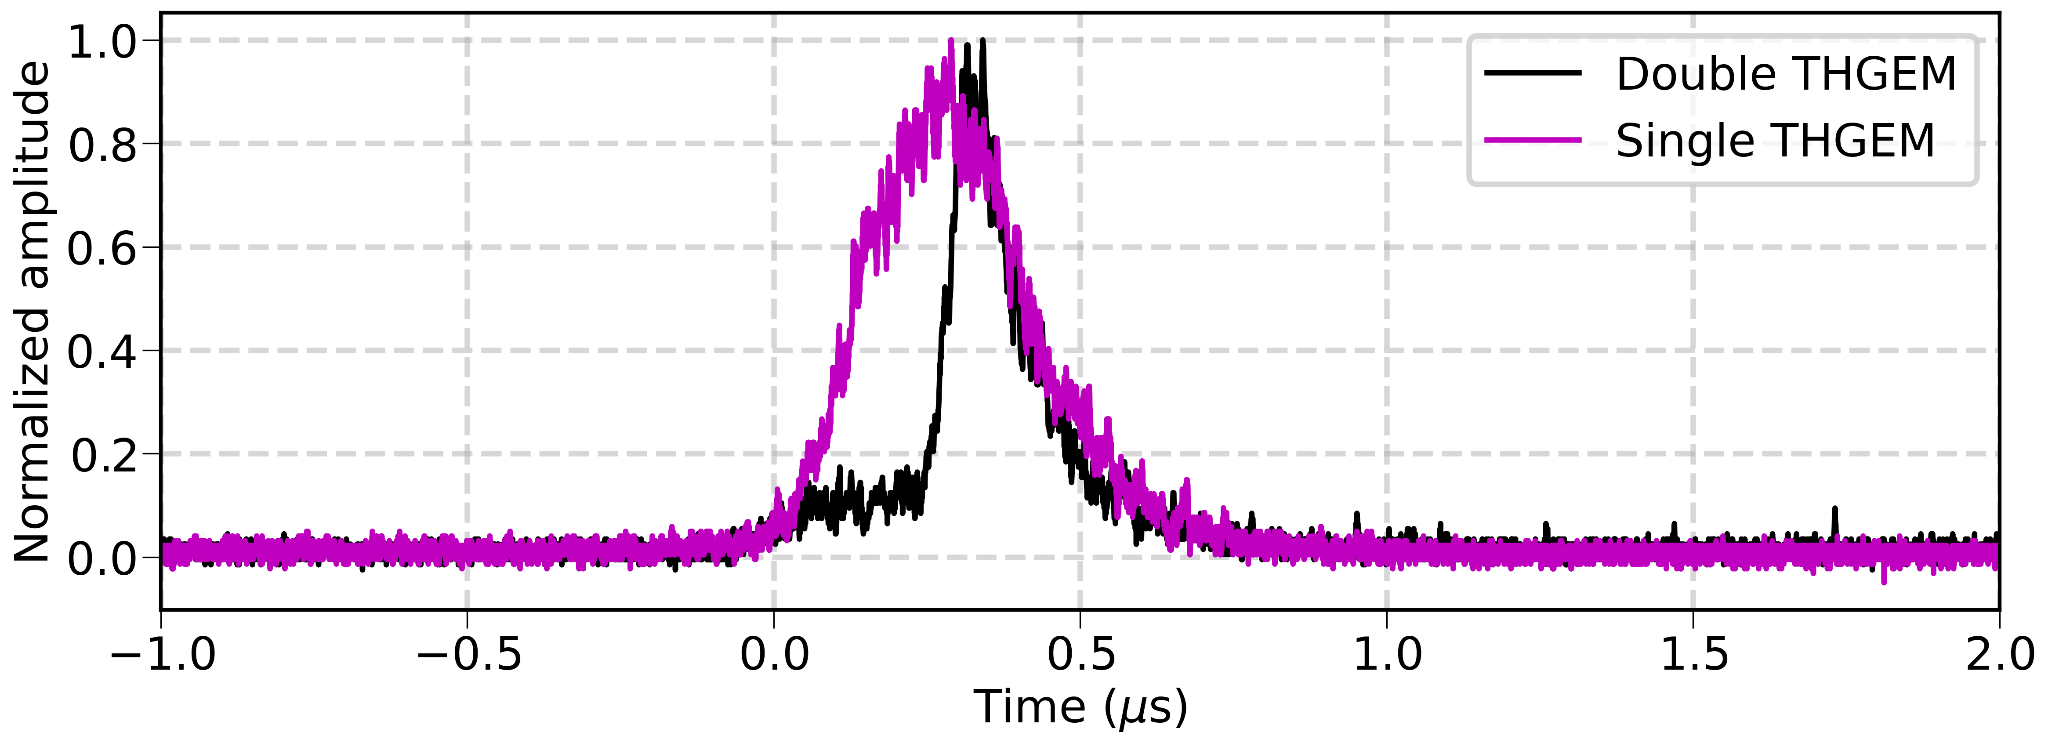 Normalized amplitude
1.0
0.8
0.6
0.4
0.2
0.0
Double THGEM
Single THGEM
−1.0 −0.5 0.0 0.5 1.0 1.5 2.0
Time (μs)